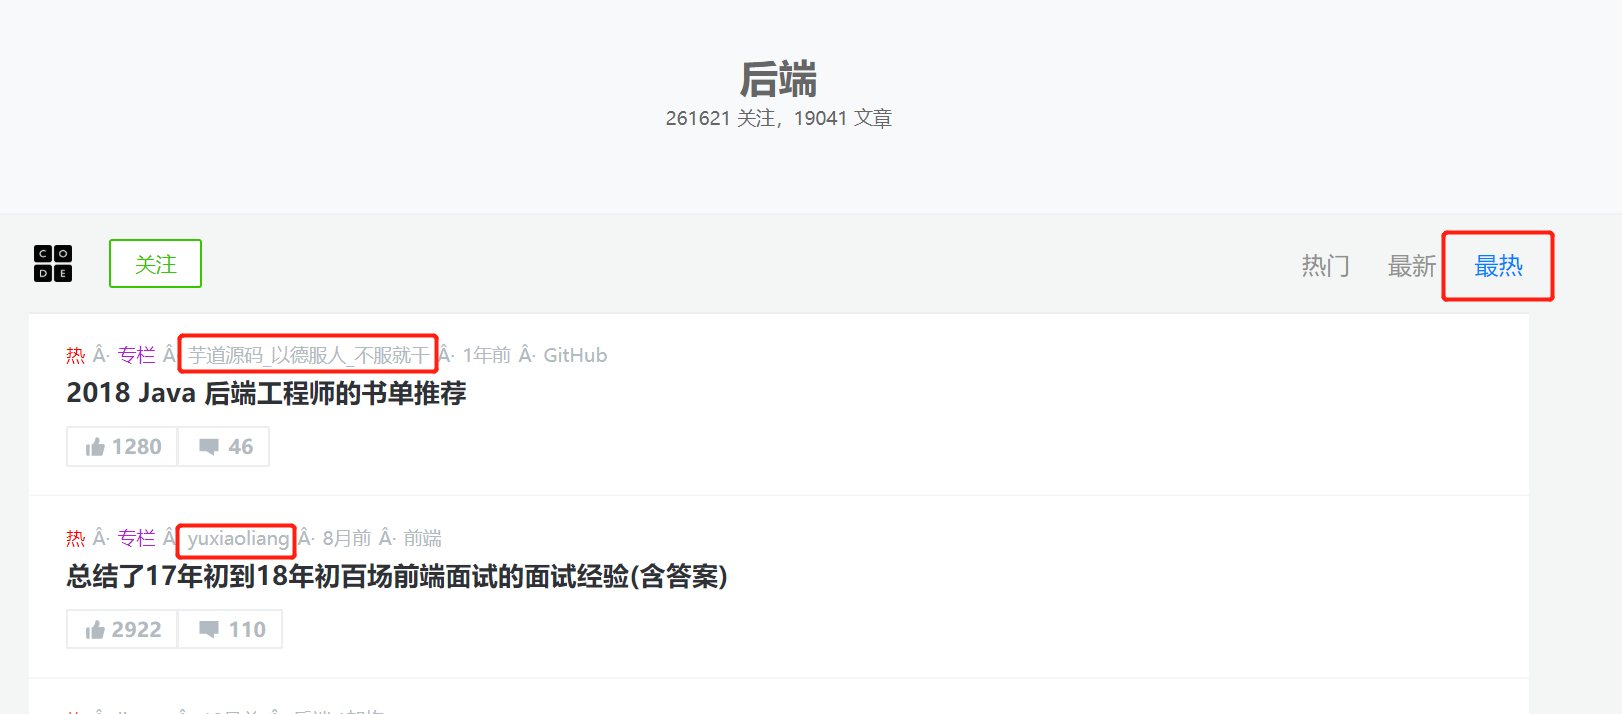 后端
261621 关注，19041 文章
CODE
关注
热门 最新 最热
热 Â· 专栏 Â 芋道源码_以德服人_不服就干 Â· 1年前 Â· GitHub
2018 Java 后端工程师的书单推荐
1280 46
热 Â· 专栏 Â yuxiaoliang Â· 8月前 Â· 前端
总结了17年初到18年初百场前端面试的面试经验(含答案)
2922 110